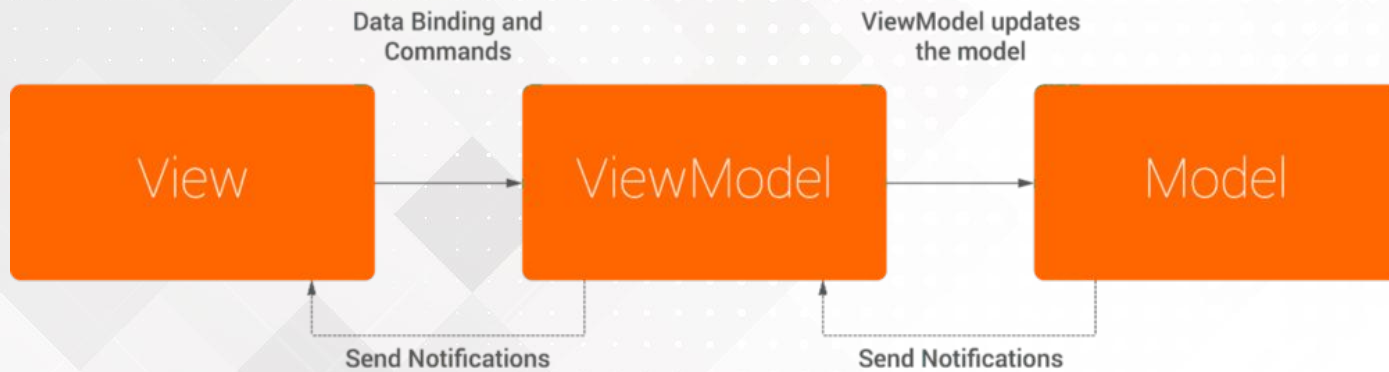 Data Binding and
Commands
ViewModel updates
the model
View
ViewModel
Model
Send Notifications
Send Notifications